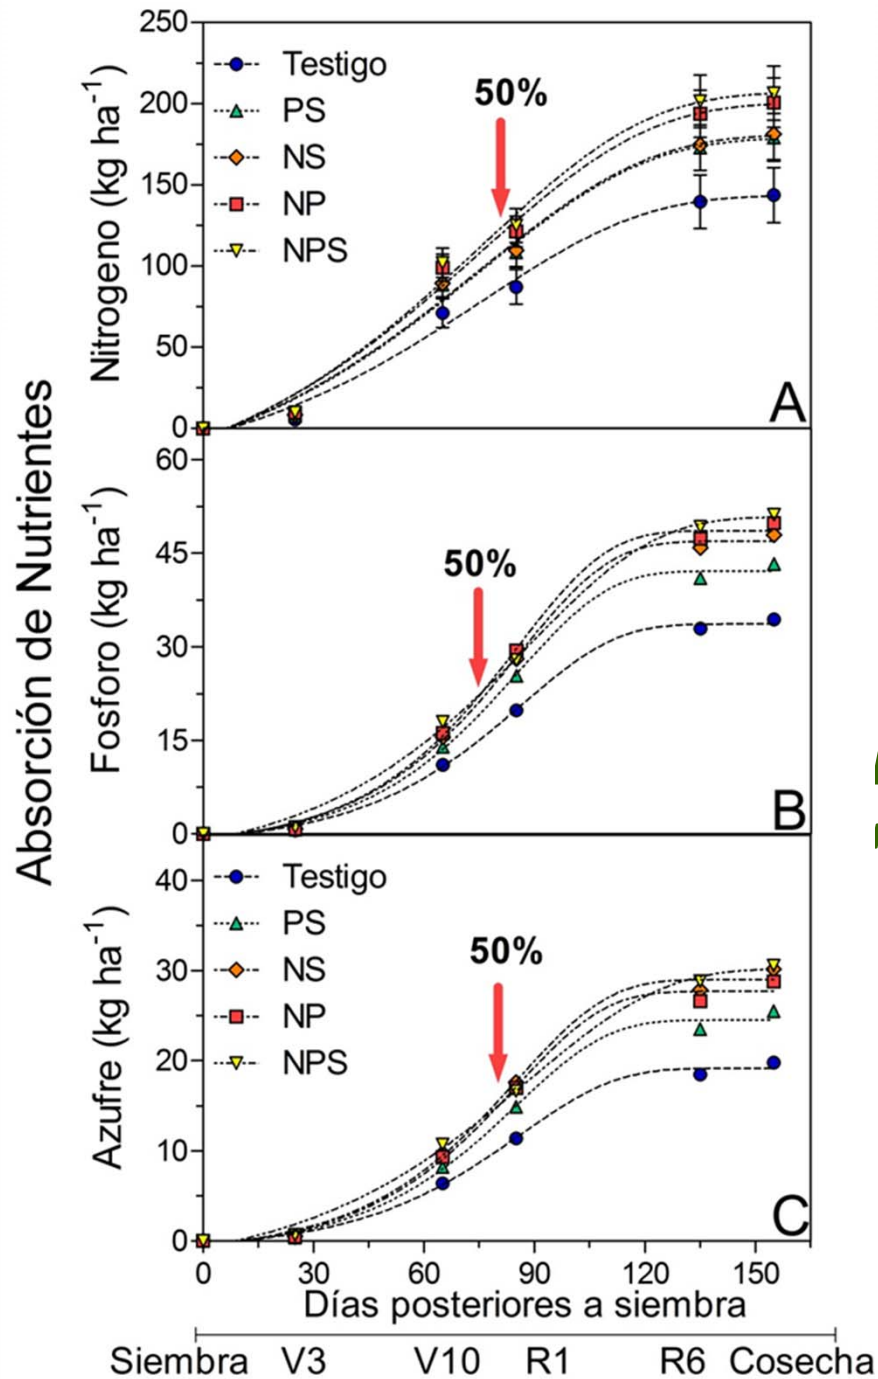 Absorción de Nutrientes
Nitrogeno (kg ha⁻¹)
250
200
150
100
50
0
Testigo
PS
NS
NP
NPS
50%
A
Fosforo (kg ha⁻¹)
60
45
30
15
0
50%
B
Azufre (kg ha⁻¹)
40
30
20
10
0
Testigo
PS
NS
NP
NPS
50%
C
0 30 60 90 120 150
Días posteriores a siembra
Siembra V3 V10 R1 R6 Cosecha